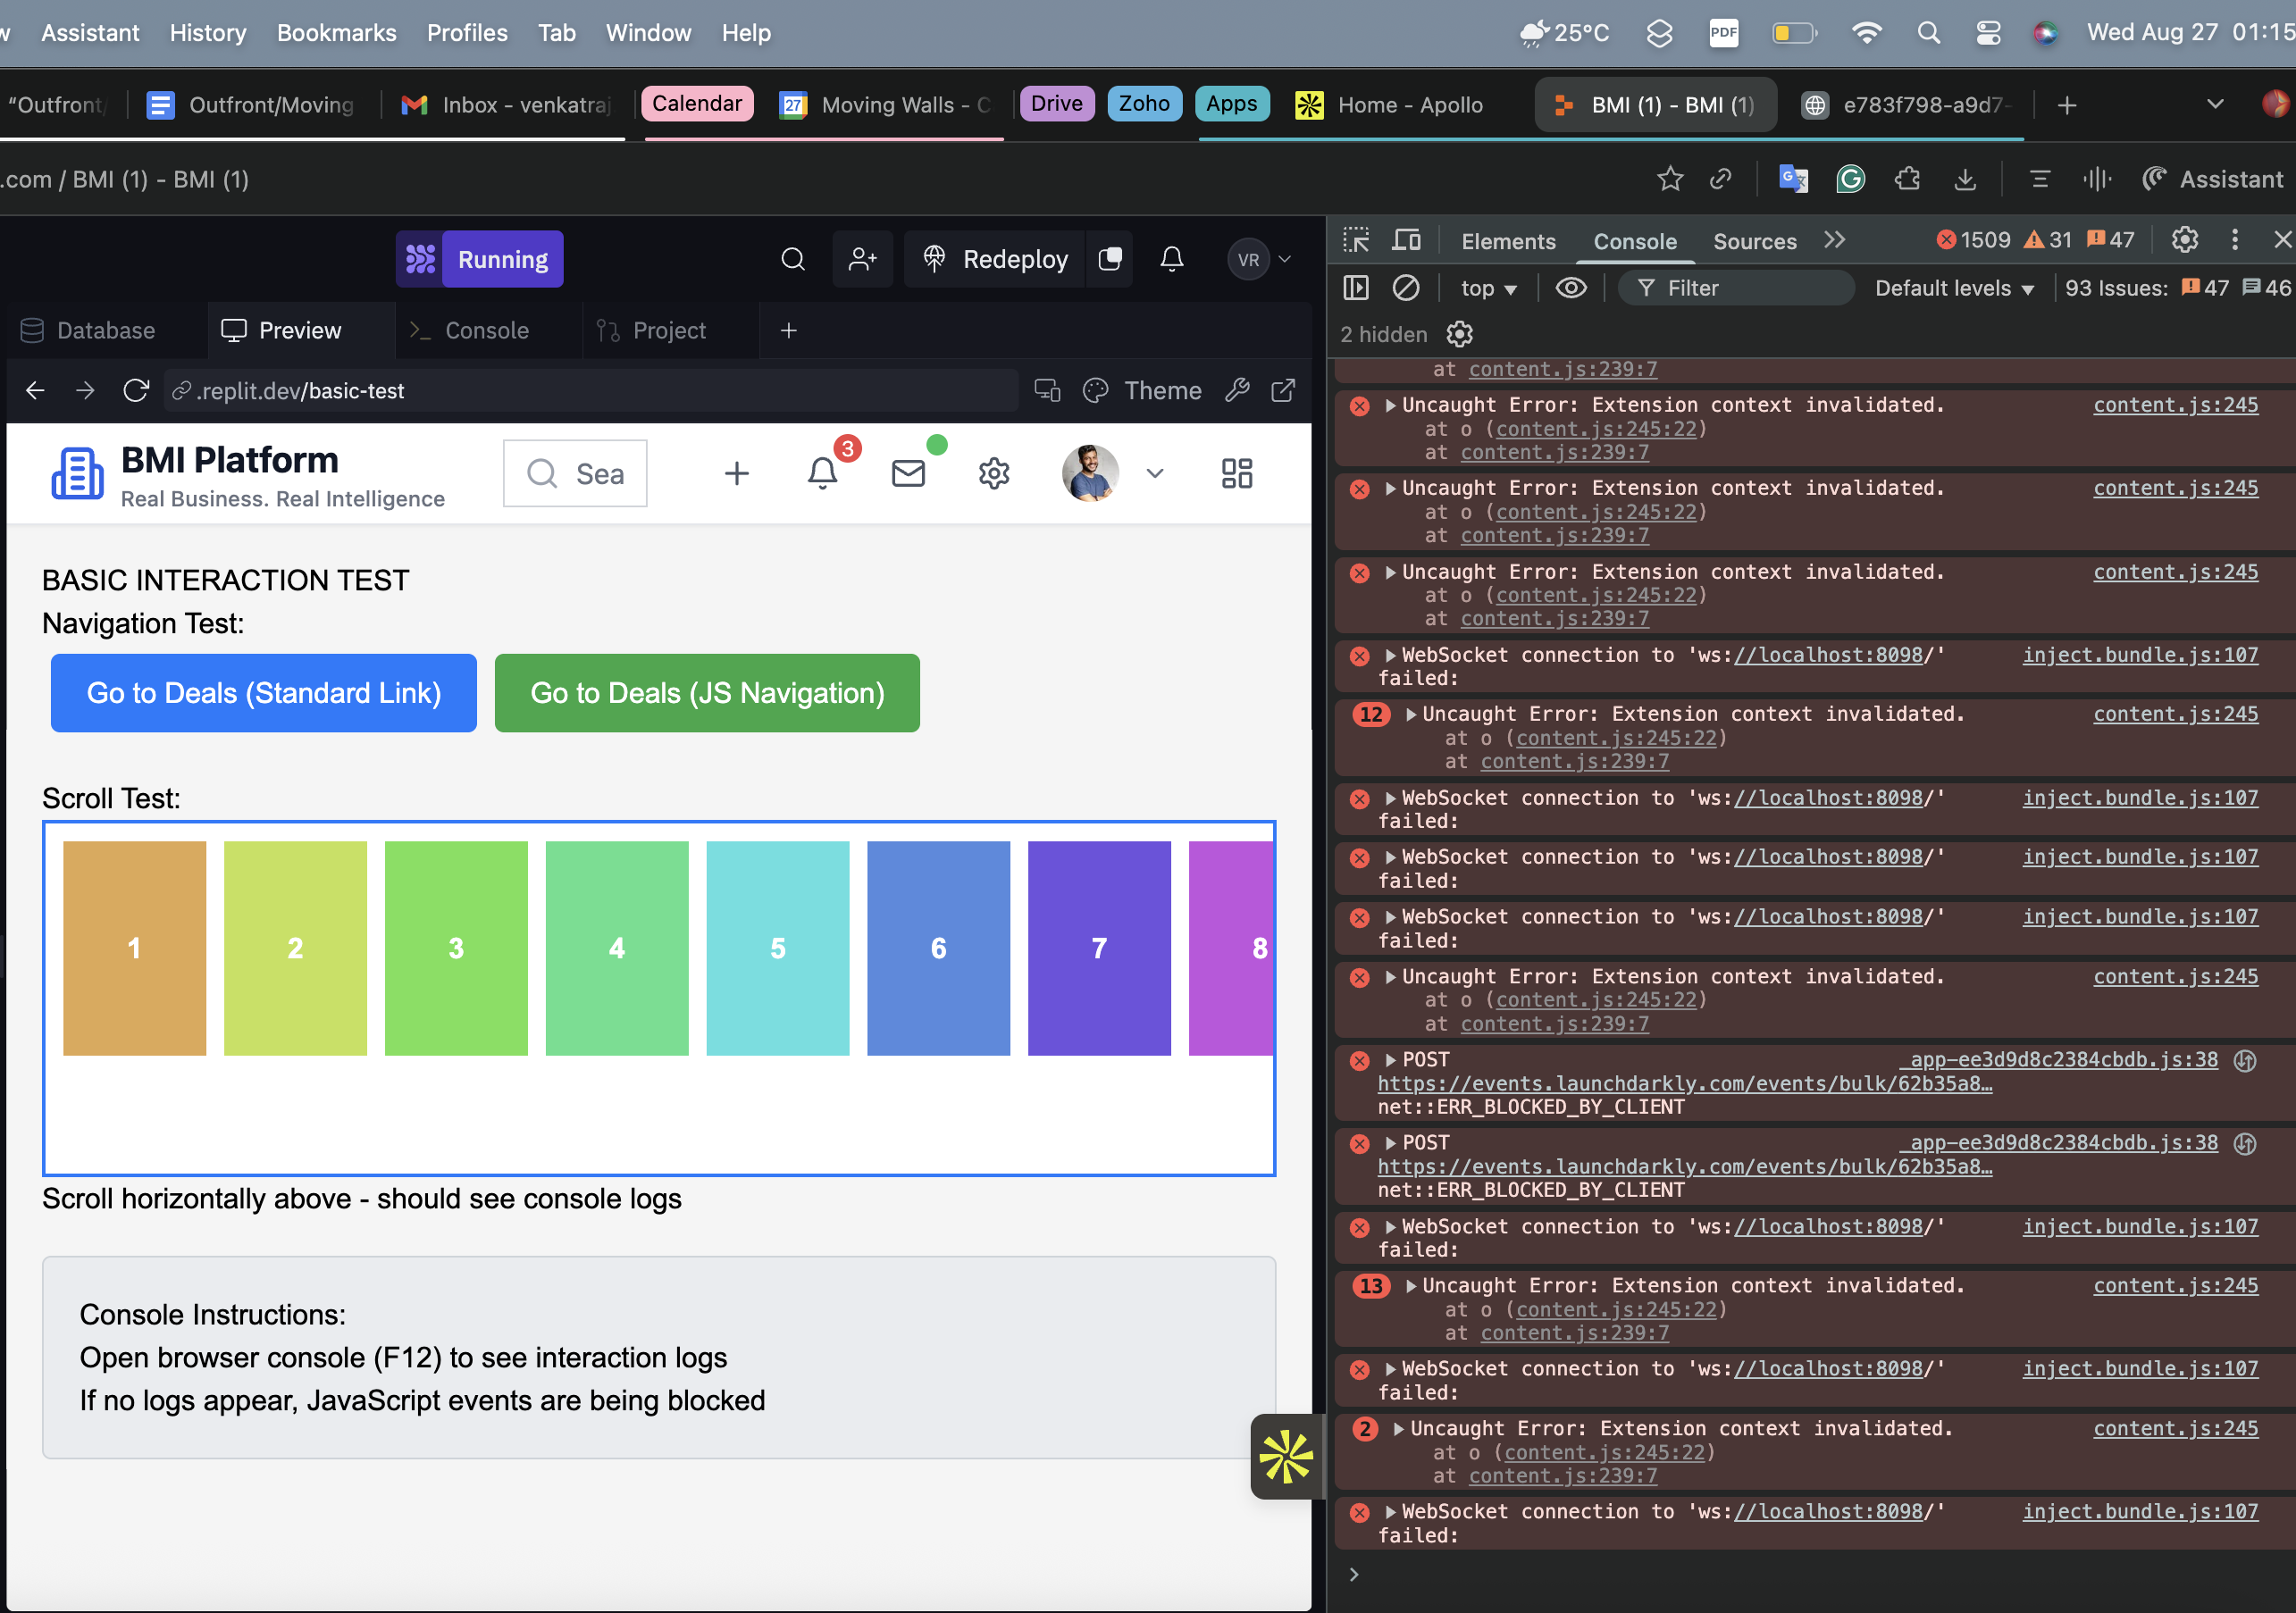 Assistant History Bookmarks Profiles Tab Window Help 25°C PDF Wed Aug 27 01:15
“Outfront/ Outfront/Moving Inbox - venkatraj Calendar 27 Moving Walls - C Drive Zoho Apps Home - Apollo BMI (1) - BMI (1) e783f798-a9d7-
.com / BMI (1) - BMI (1) Assistant
Running Redeploy VR
Database Preview Console Project
.replit.dev/basic-test Theme
BMI Platform
Real Business. Real Intelligence
Sea
3
BASIC INTERACTION TEST
Navigation Test:
Go to Deals (Standard Link) Go to Deals (JS Navigation)
Scroll Test:
1 2 3 4 5 6 7 8
Scroll horizontally above - should see console logs
Console Instructions:
Open browser console (F12) to see interaction logs
If no logs appear, JavaScript events are being blocked
Elements Console Sources 1509 31 47
top Filter Default levels 93 Issues: 47 46
2 hidden
at content.js:239:7
Uncaught Error: Extension context invalidated. content.js:245
at o (content.js:245:22)
at content.js:239:7
Uncaught Error: Extension context invalidated. content.js:245
at o (content.js:245:22)
at content.js:239:7
Uncaught Error: Extension context invalidated. content.js:245
at o (content.js:245:22)
at content.js:239:7
WebSocket connection to 'ws://localhost:8098/' inject.bundle.js:107
failed:
12 Uncaught Error: Extension context invalidated. content.js:245
at o (content.js:245:22)
at content.js:239:7
WebSocket connection to 'ws://localhost:8098/' inject.bundle.js:107
failed:
WebSocket connection to 'ws://localhost:8098/' inject.bundle.js:107
failed:
WebSocket connection to 'ws://localhost:8098/' inject.bundle.js:107
failed:
Uncaught Error: Extension context invalidated. content.js:245
at o (content.js:245:22)
at content.js:239:7
POST _app-ee3d9d8c2384cbdb.js:38
https://events.launchdarkly.com/events/bulk/62b35a8…
net::ERR_BLOCKED_BY_CLIENT
POST _app-ee3d9d8c2384cbdb.js:38
https://events.launchdarkly.com/events/bulk/62b35a8…
net::ERR_BLOCKED_BY_CLIENT
WebSocket connection to 'ws://localhost:8098/' inject.bundle.js:107
failed:
13 Uncaught Error: Extension context invalidated. content.js:245
at o (content.js:245:22)
at content.js:239:7
WebSocket connection to 'ws://localhost:8098/' inject.bundle.js:107
failed:
2 Uncaught Error: Extension context invalidated. content.js:245
at o (content.js:245:22)
at content.js:239:7
WebSocket connection to 'ws://localhost:8098/' inject.bundle.js:107
failed: